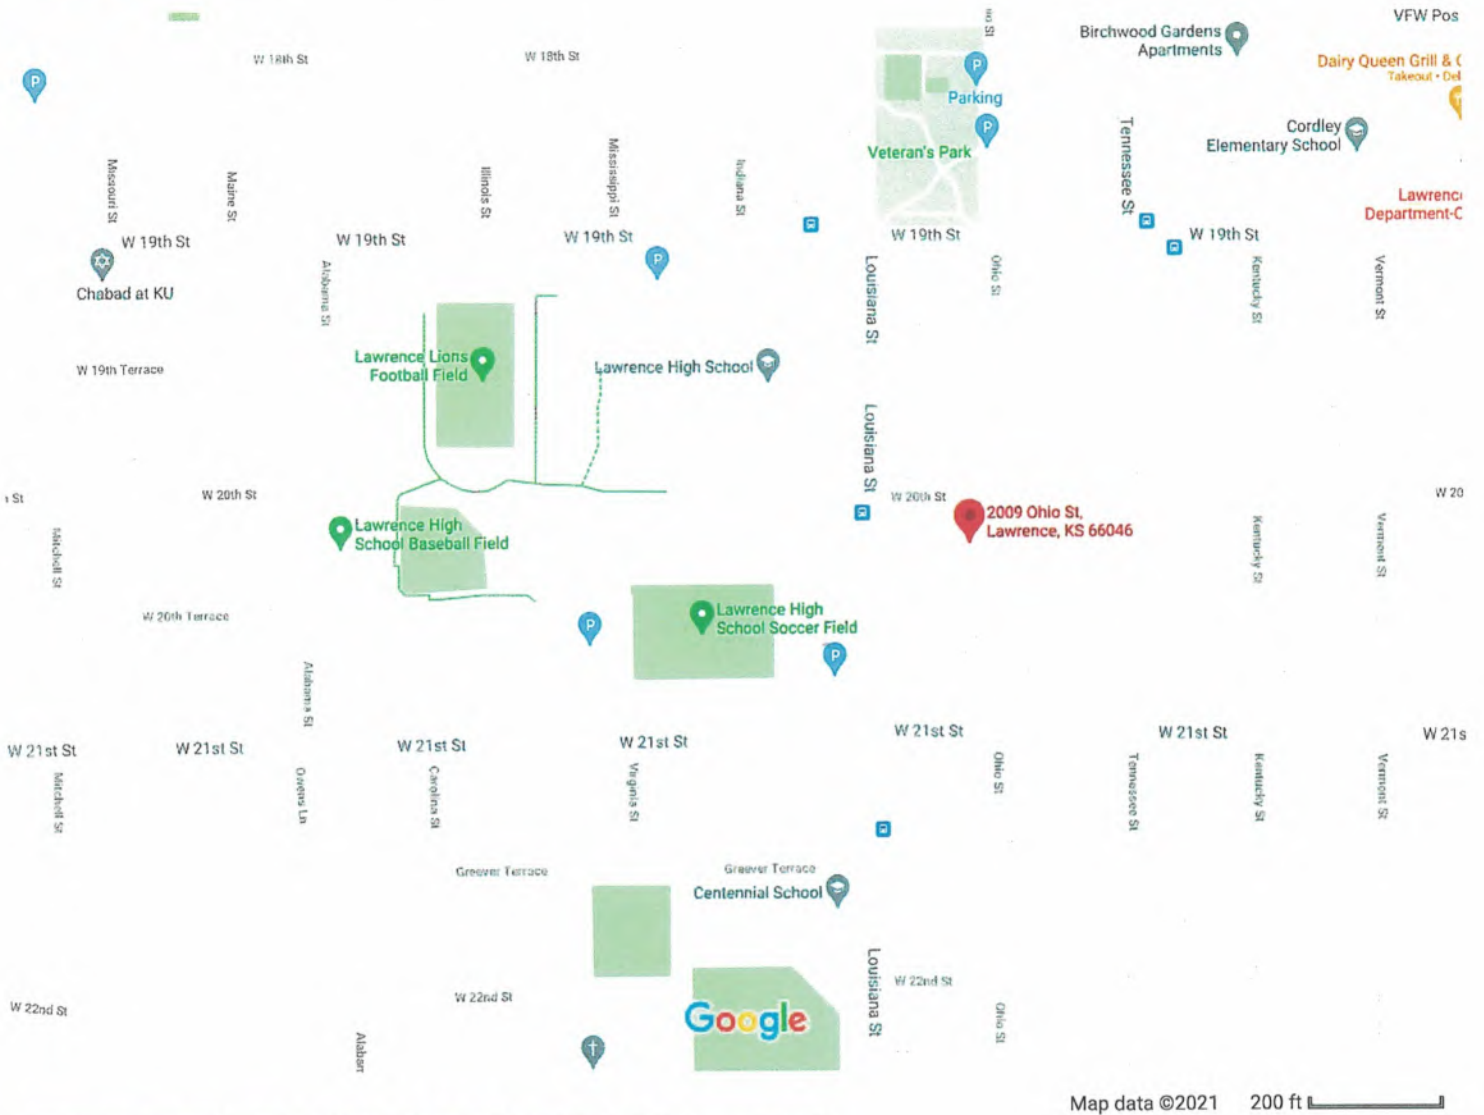 VFW Pos
Birchwood Gardens
Apartments
W 18th St
W 18th St
Dairy Queen Grill & C
Takeout • Del
P
P
Parking
P
Tennessee St
Cordley
Elementary School
Veteran's Park
Missouri St
Maine St
Illinois St
Mississippi St
Indiana St
Lawrenc
Department-C
W 19th St
W 19th St
W 19th St
W 19th St
W 19th St
P
Chabad at KU
Alabama St
Louisiana St
Ohio St
Kentucky St
Vermont St
Lawrence Lions
Football Field
Lawrence High School
W 19th Terrace
Louisiana St
W 20th St
W 20th St
W 20
2009 Ohio St,
Lawrence, KS 66046
Lawrence High
School Baseball Field
Mitchell St
Kentucky St
Vermont St
W 20th Terrace
P
Lawrence High
School Soccer Field
P
Alabama St
W 21st St
W 21st St
W 21st St
W 21st St
W 21st St
W 21st St
W 21s
Mitchell St
Owens Ln
Carolina St
Virginia St
Ohio St
Tennessee St
Kentucky St
Vermont St
Greever Terrace
Greever Terrace
Centennial School
Louisiana St
W 22nd St
W 22nd St
W 22nd St
Ohio St
Google
Alabam
Map data ©2021
200 ft